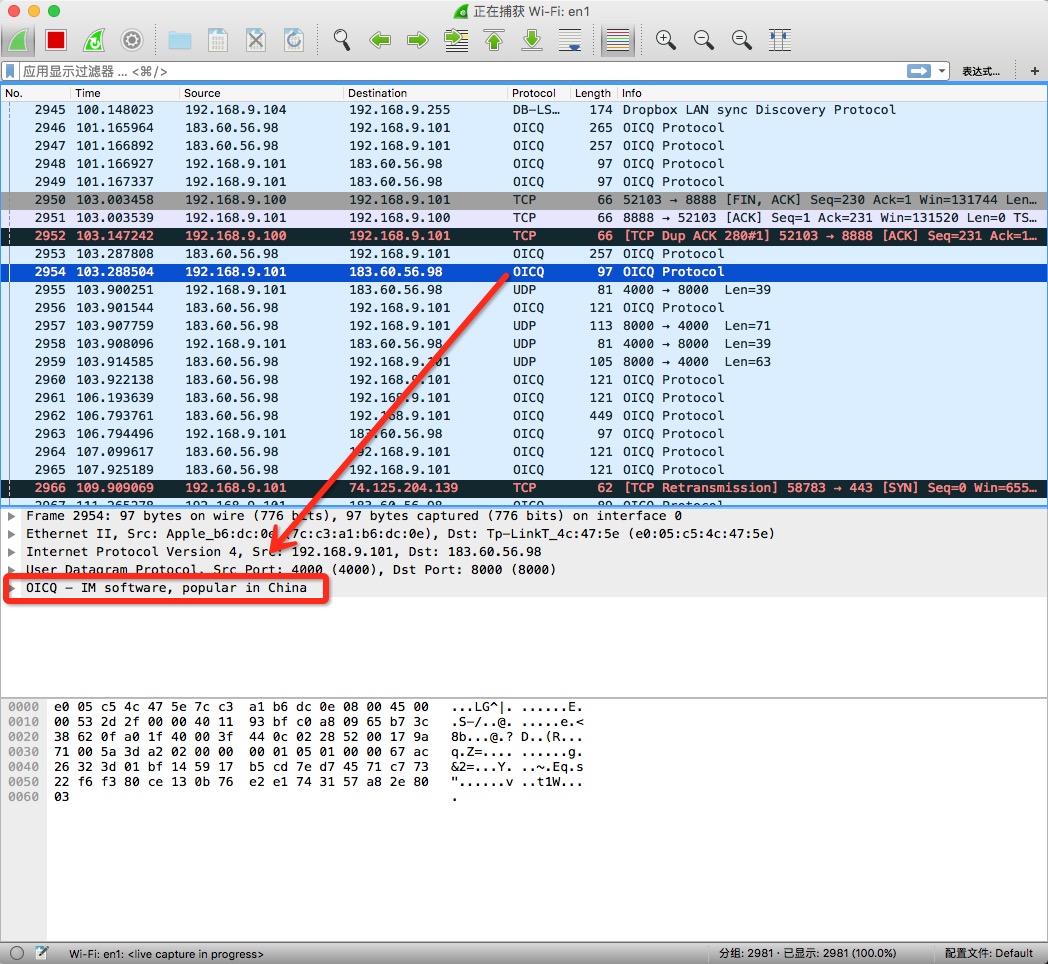 正在捕获 Wi-Fi: en1
应用显示过滤器 ... <⌘/> 表达式... +
No. Time Source Destination Protocol Length Info
2945 100.148023 192.168.9.104 192.168.9.255 DB-LS… 174 Dropbox LAN sync Discovery Protocol
2946 101.165964 183.60.56.98 192.168.9.101 OICQ 265 OICQ Protocol
2947 101.166892 183.60.56.98 192.168.9.101 OICQ 257 OICQ Protocol
2948 101.166927 192.168.9.101 183.60.56.98 OICQ 97 OICQ Protocol
2949 101.167337 192.168.9.101 183.60.56.98 OICQ 97 OICQ Protocol
2950 103.003458 192.168.9.100 192.168.9.101 TCP 66 52103 → 8888 [FIN, ACK] Seq=230 Ack=1 Win=131744 Len…
2951 103.003539 192.168.9.101 192.168.9.100 TCP 66 8888 → 52103 [ACK] Seq=1 Ack=231 Win=131520 Len=0 TS…
2952 103.147242 192.168.9.100 192.168.9.101 TCP 66 [TCP Dup ACK 280#1] 52103 → 8888 [ACK] Seq=231 Ack=1…
2953 103.287808 183.60.56.98 192.168.9.101 OICQ 257 OICQ Protocol
2954 103.288504 192.168.9.101 183.60.56.98 OICQ 97 OICQ Protocol
2955 103.900251 192.168.9.101 183.60.56.98 UDP 81 4000 → 8000 Len=39
2956 103.901544 183.60.56.98 192.168.9.101 OICQ 121 OICQ Protocol
2957 103.907759 183.60.56.98 192.168.9.101 UDP 113 8000 → 4000 Len=71
2958 103.908096 192.168.9.101 183.60.56.98 UDP 81 4000 → 8000 Len=39
2959 103.914585 183.60.56.98 192.168.9.101 UDP 105 8000 → 4000 Len=63
2960 103.922138 183.60.56.98 192.168.9.101 OICQ 121 OICQ Protocol
2961 106.193639 183.60.56.98 192.168.9.101 OICQ 121 OICQ Protocol
2962 106.793761 183.60.56.98 192.168.9.101 OICQ 449 OICQ Protocol
2963 106.794496 192.168.9.101 183.60.56.98 OICQ 97 OICQ Protocol
2964 107.099617 183.60.56.98 192.168.9.101 OICQ 121 OICQ Protocol
2965 107.925189 183.60.56.98 192.168.9.101 OICQ 121 OICQ Protocol
2966 109.909069 192.168.9.101 74.125.204.139 TCP 62 [TCP Retransmission] 58783 → 443 [SYN] Seq=0 Win=655…
Frame 2954: 97 bytes on wire (776 bits), 97 bytes captured (776 bits) on interface 0
Ethernet II, Src: Apple_b6:dc:0e (7c:c3:a1:b6:dc:0e), Dst: Tp-LinkT_4c:47:5e (e0:05:c5:4c:47:5e)
Internet Protocol Version 4, Src: 192.168.9.101, Dst: 183.60.56.98
User Datagram Protocol, Src Port: 4000 (4000), Dst Port: 8000 (8000)
OICQ – IM software, popular in China
0000 e0 05 c5 4c 47 5e 7c c3 a1 b6 dc 0e 08 00 45 00 ...LG^|. ......E.
0010 00 53 2d 2f 00 00 40 11 93 bf c0 a8 09 65 b7 3c .S-/..@. .....e.<
0020 38 62 0f a0 1f 40 00 3f 44 0c 02 28 52 00 17 9a 8b...@.? D..(R...
0030 71 00 5a 3d a2 02 00 00 00 01 05 01 00 00 67 ac q.Z=.... ......g.
0040 26 32 3d 01 bf 14 59 17 b5 cd 7e d7 45 71 c7 73 &2=...Y. ..~.Eq.s
0050 22 f6 f3 80 ce 13 0b 76 e2 e1 74 31 57 a8 2e 80 "......v ..t1W...
0060 03 .
Wi-Fi: en1: <live capture in progress> 分组: 2981 · 已显示: 2981 (100.0%) 配置文件: Default